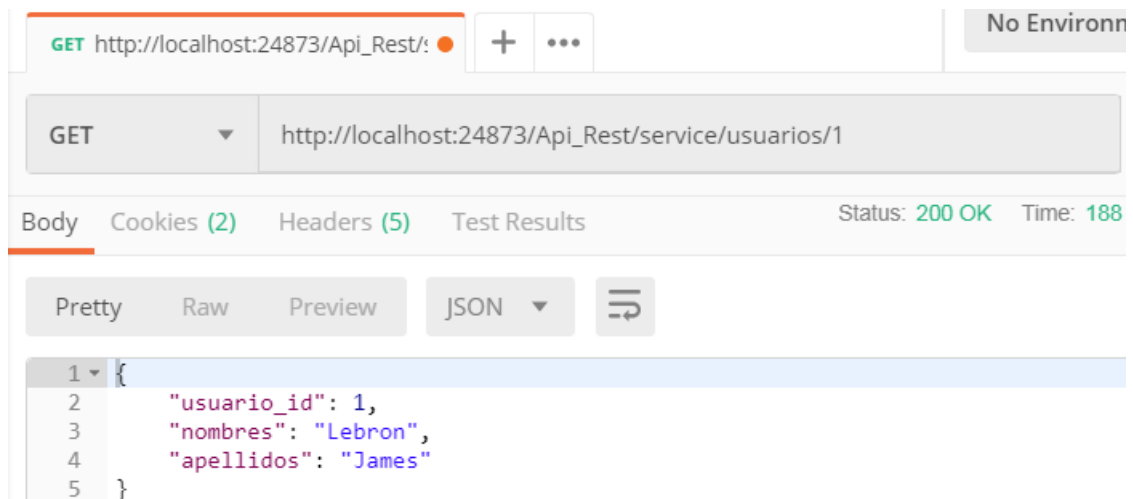 GET http://localhost:24873/Api_Rest/s
No Environn
GET http://localhost:24873/Api_Rest/service/usuarios/1
Body Cookies (2) Headers (5) Test Results Status: 200 OK Time: 188
Pretty Raw Preview JSON
1 {
2 "usuario_id": 1,
3 "nombres": "Lebron",
4 "apellidos": "James"
5 }